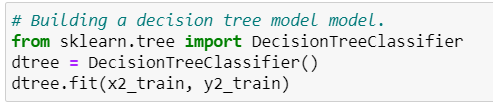 # Building a decision tree model model.
from sklearn.tree import DecisionTreeClassifier
dtree = DecisionTreeClassifier()
dtree.fit(x2_train, y2_train)